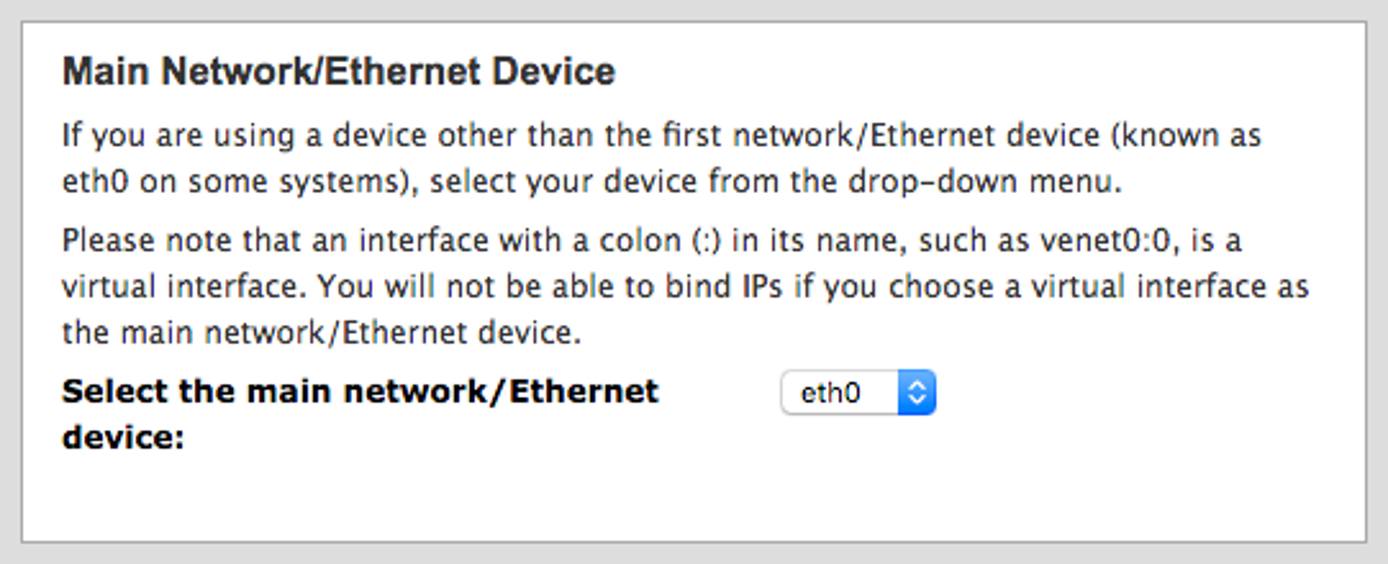 Main Network/Ethernet Device
If you are using a device other than the first network/Ethernet device (known as
eth0 on some systems), select your device from the drop-down menu.
Please note that an interface with a colon (:) in its name, such as venet0:0, is a
virtual interface. You will not be able to bind IPs if you choose a virtual interface as
the main network/Ethernet device.
Select the main network/Ethernet
device:
eth0